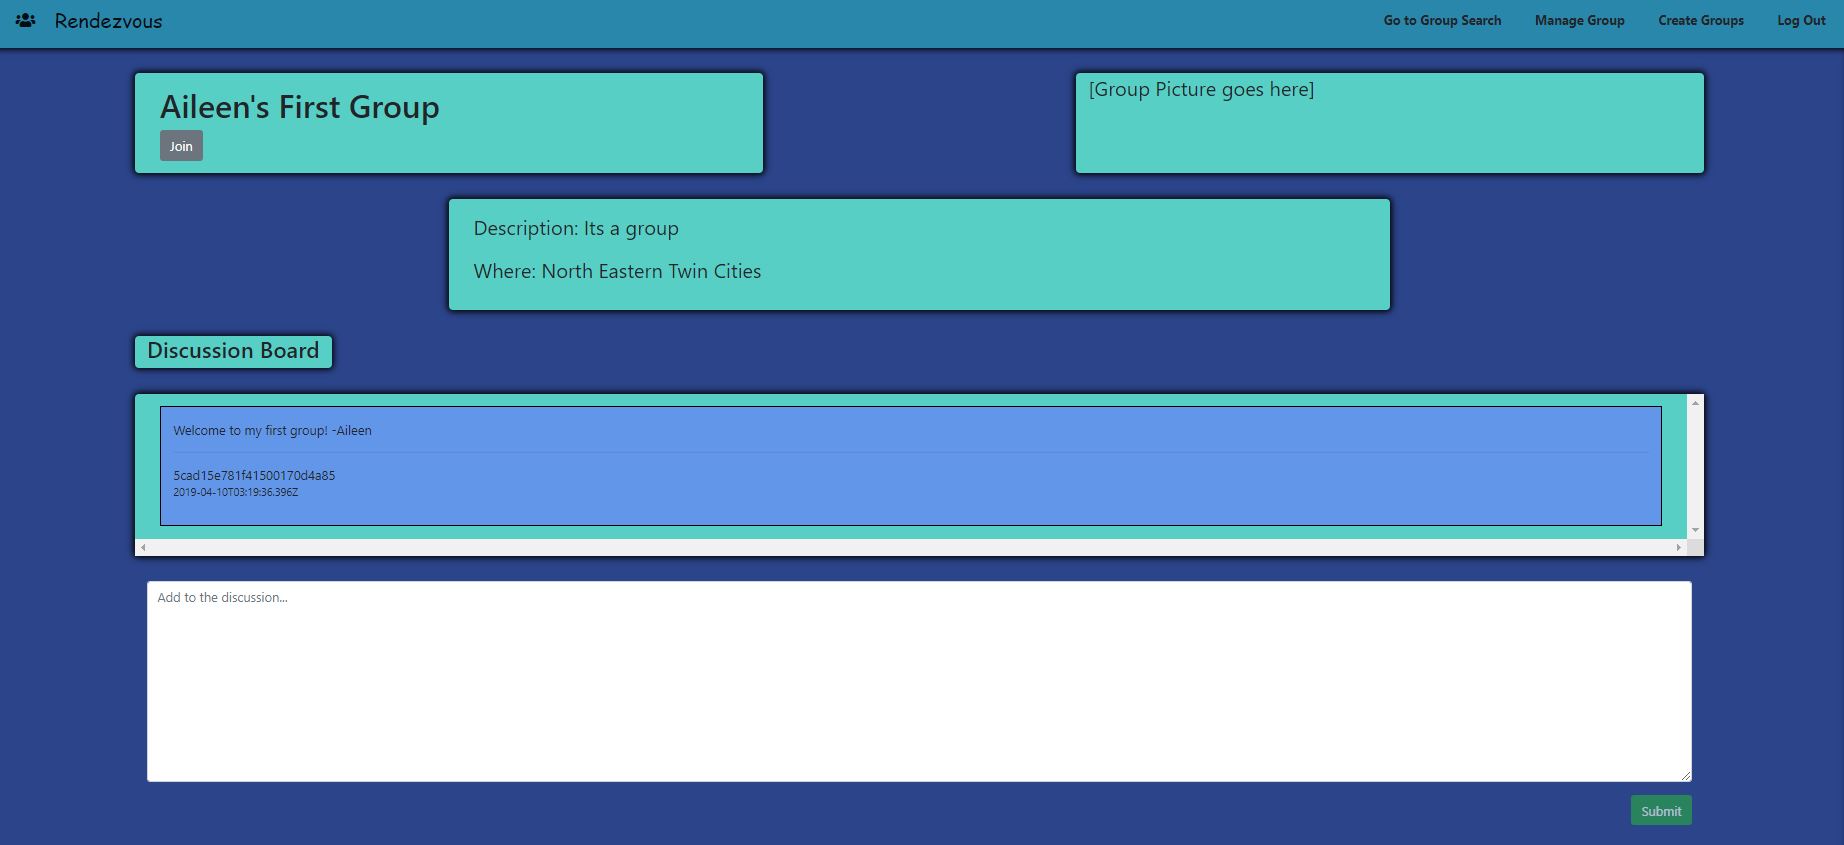 Rendezvous
Go to Group Search
Manage Group
Create Groups
Log Out
Aileen's First Group
Join
[Group Picture goes here]
Description: Its a group
Where: North Eastern Twin Cities
Discussion Board
Welcome to my first group! -Aileen
5cad15e781f41500170d4a85
2019-04-10T03:19:36.396Z
Add to the discussion...
Submit